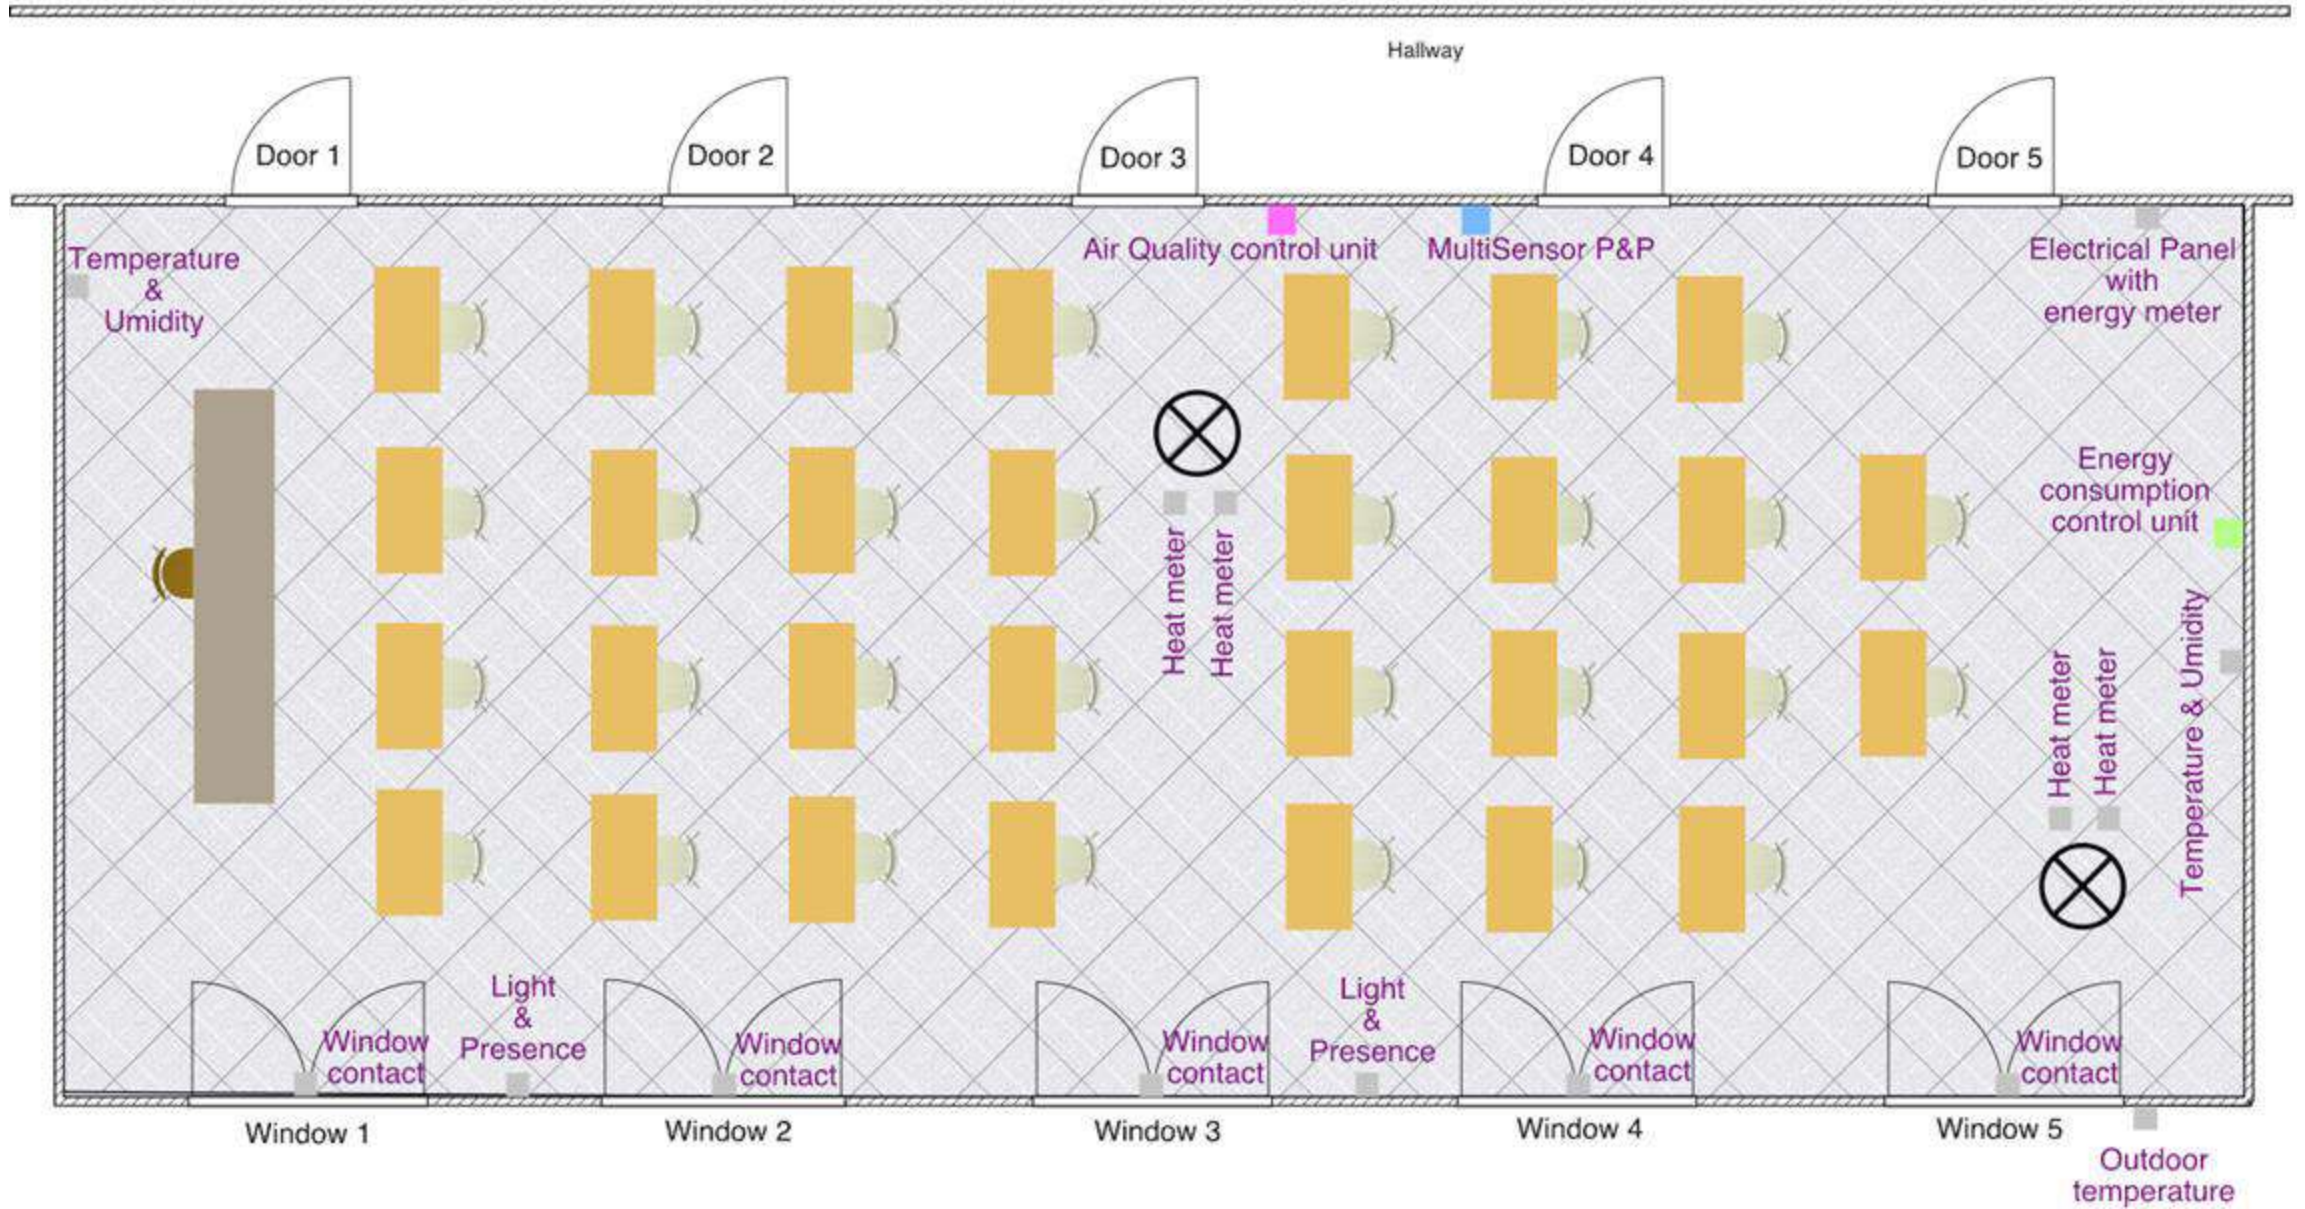 Hallway
Door 1
Door 2
Door 3
Door 4
Door 5
Temperature
&
Umidity
Air Quality control unit
MultiSensor P&P
Electrical Panel
with
energy meter
Energy
consumption
control unit
Heat meter
Heat meter
Heat meter
Heat meter
Temperature & Umidity
Window
contact
Light
&
Presence
Window
contact
Window
contact
Light
&
Presence
Window
contact
Window
contact
Window 1
Window 2
Window 3
Window 4
Window 5
Outdoor
temperature